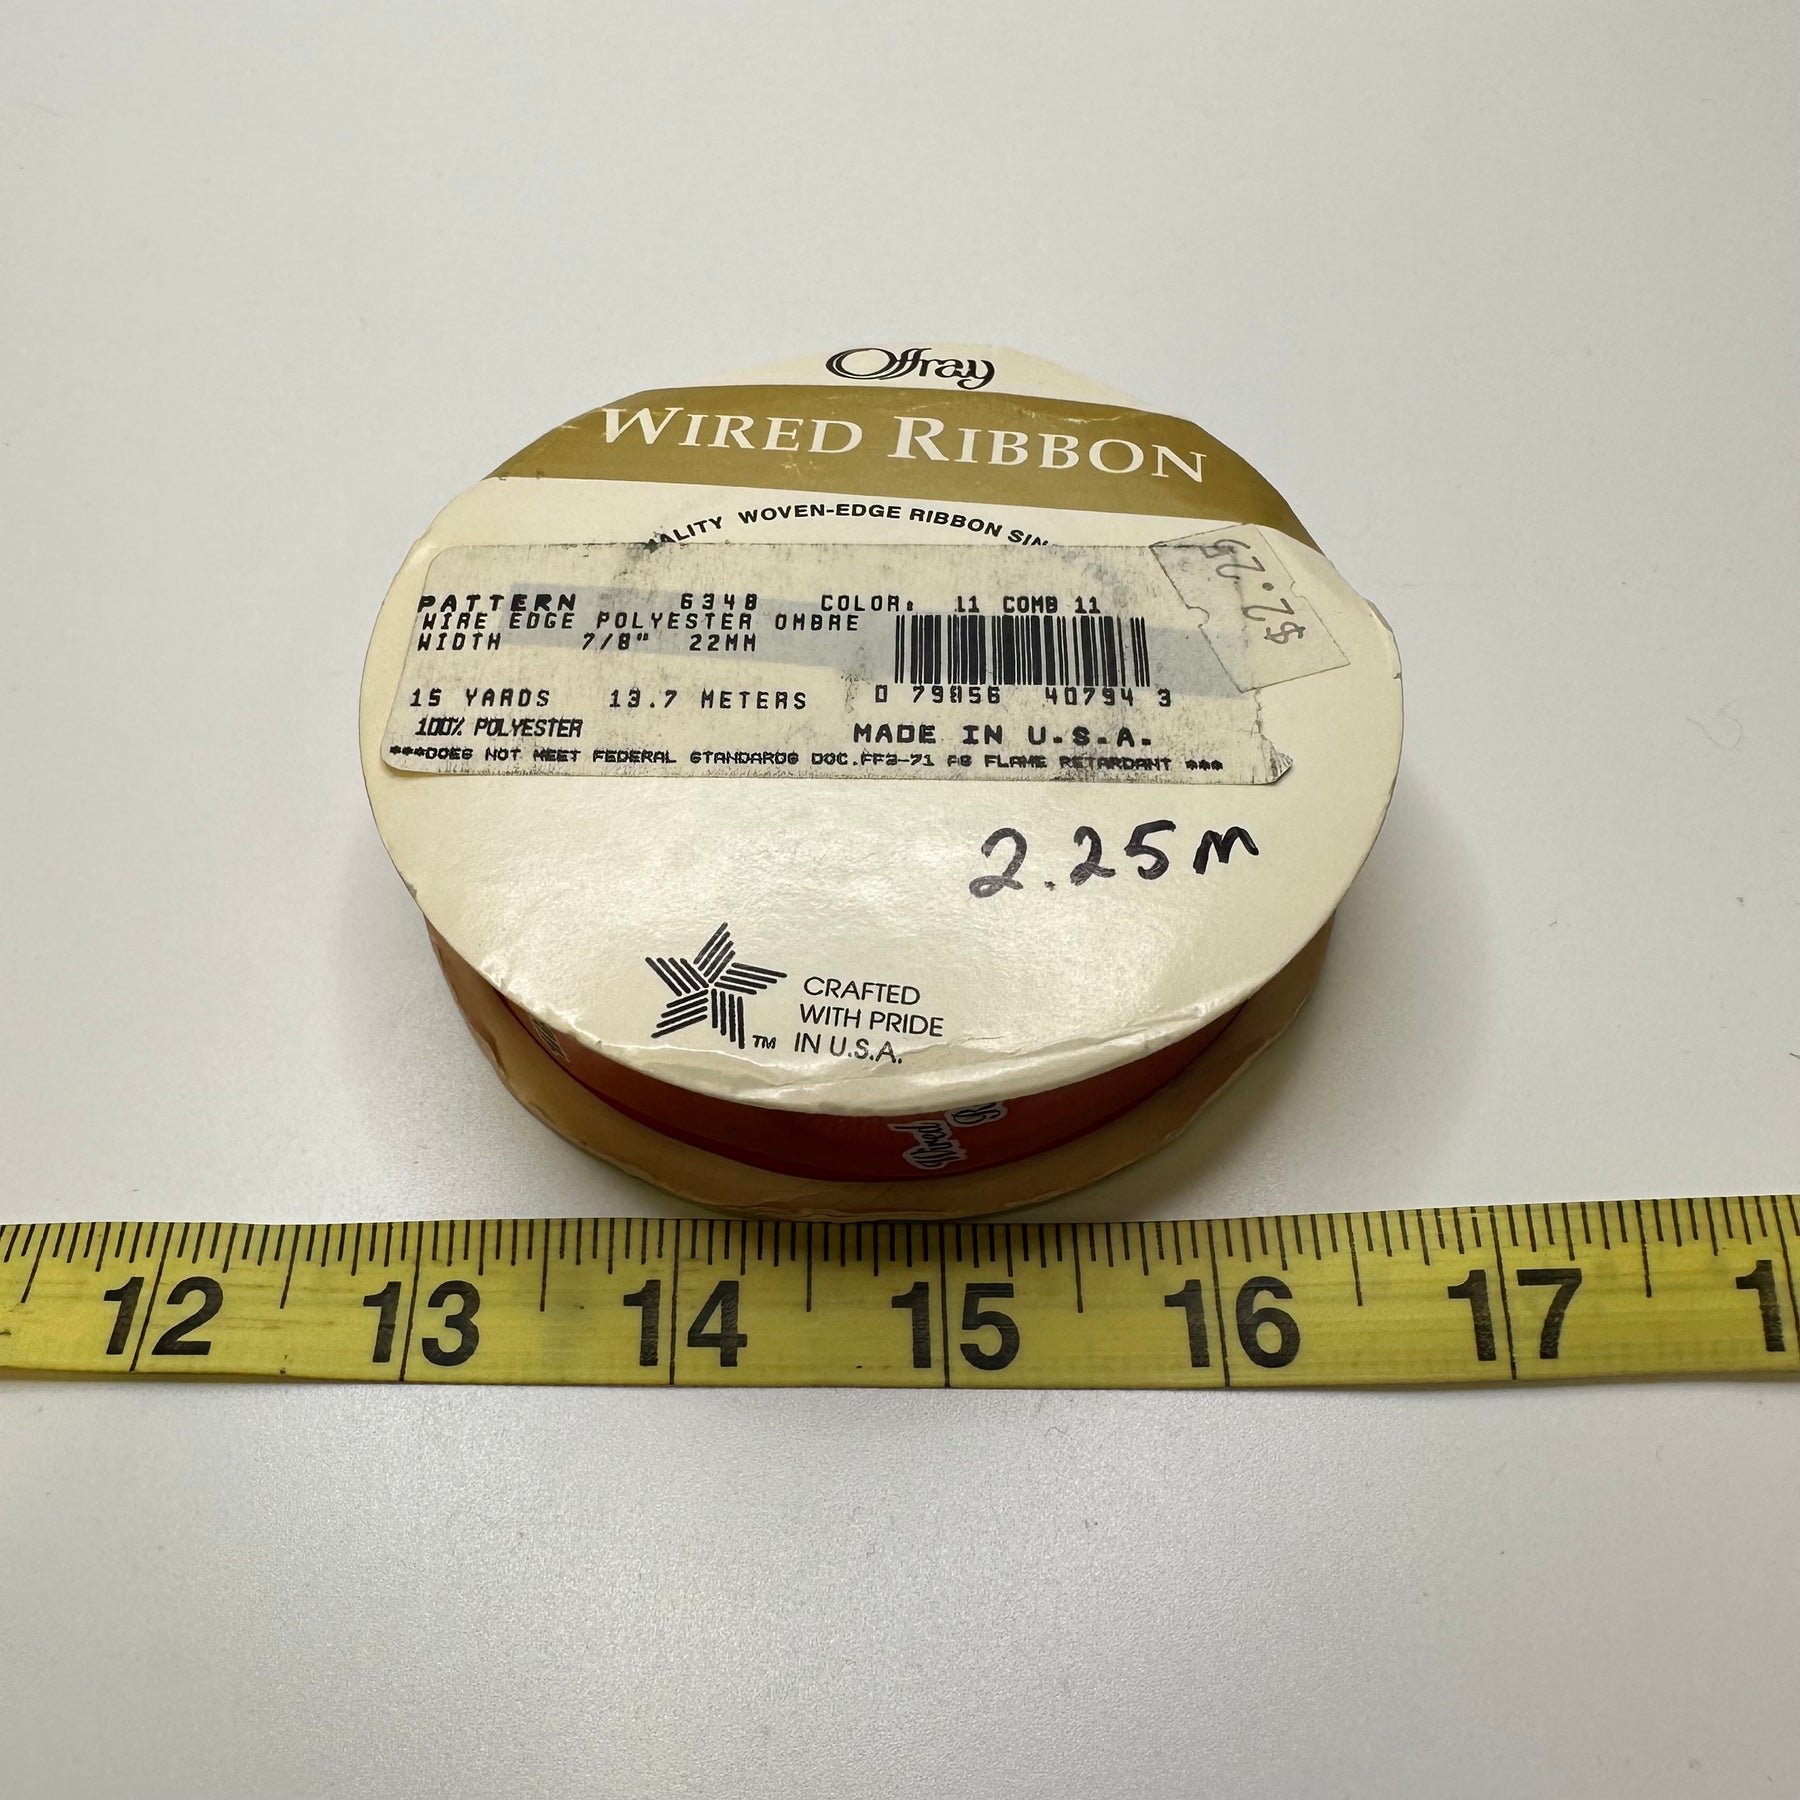 Offray
WIRED RIBBON
ALITY WOVEN-EDGE RIBBON SIN
$2.25
PATTERN 6348 COLOR: 11 COMB 11
WIRE EDGE POLYESTER OMBRE
WIDTH 7/8" 22MM
15 YARDS 13.7 METERS
0 79856 40794 3
100% POLYESTER
MADE IN U.S.A.
***DOES NOT MEET FEDERAL STANDARDS DOC.FF3-71 AS FLAME RETARDANT ***
2.25m
CRAFTED
WITH PRIDE
IN U.S.A.
TM
Wired
12 13 14 15 16 17 1